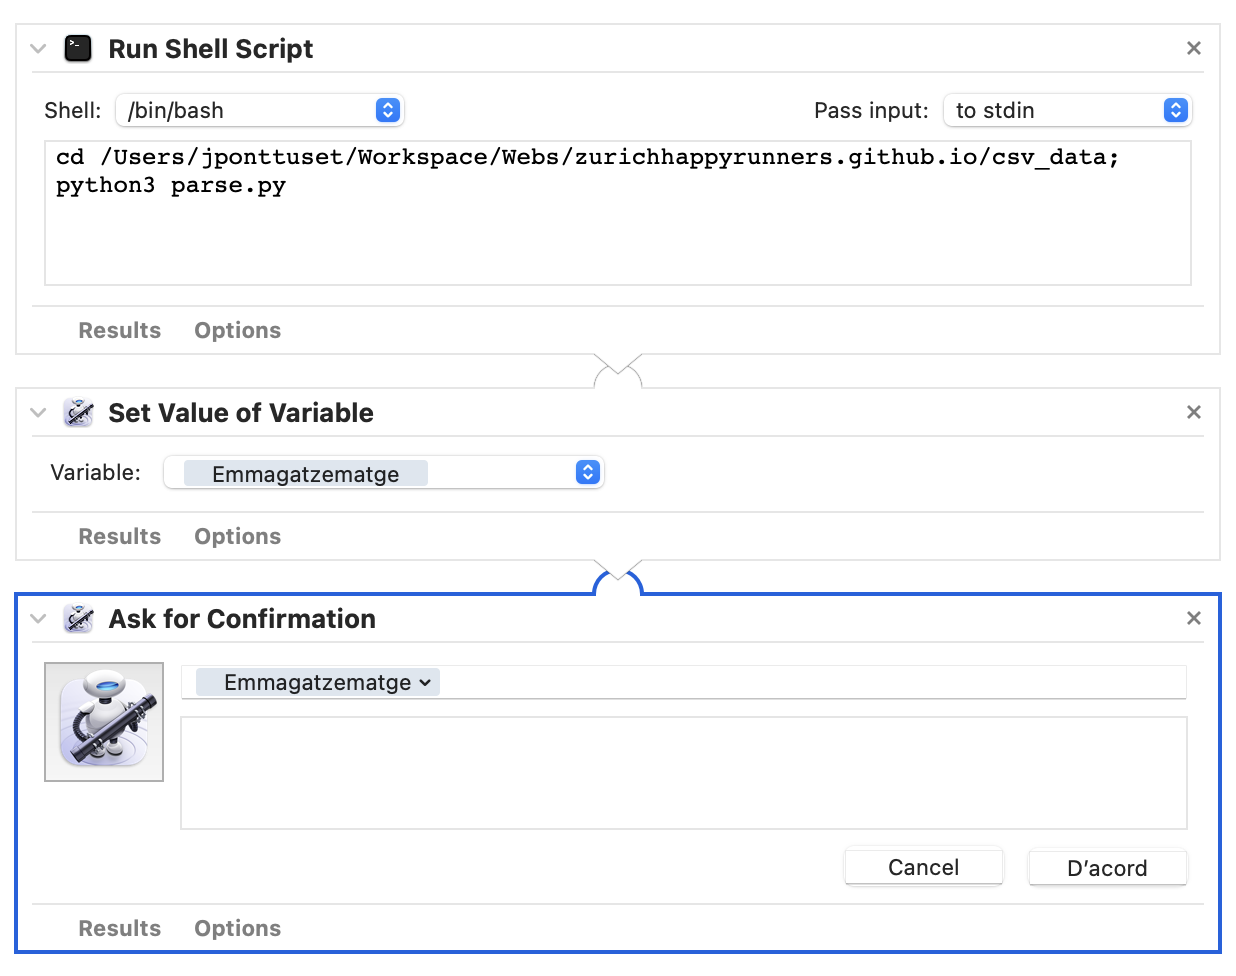 Run Shell Script
Shell: /bin/bash Pass input: to stdin
cd /Users/jponttuset/Workspace/Webs/zurichhappyrunners.github.io/csv_data;
python3 parse.py
Results Options
Set Value of Variable
Variable: Emmagatzematge
Results Options
Ask for Confirmation
Emmagatzematge
Cancel D'acord
Results Options